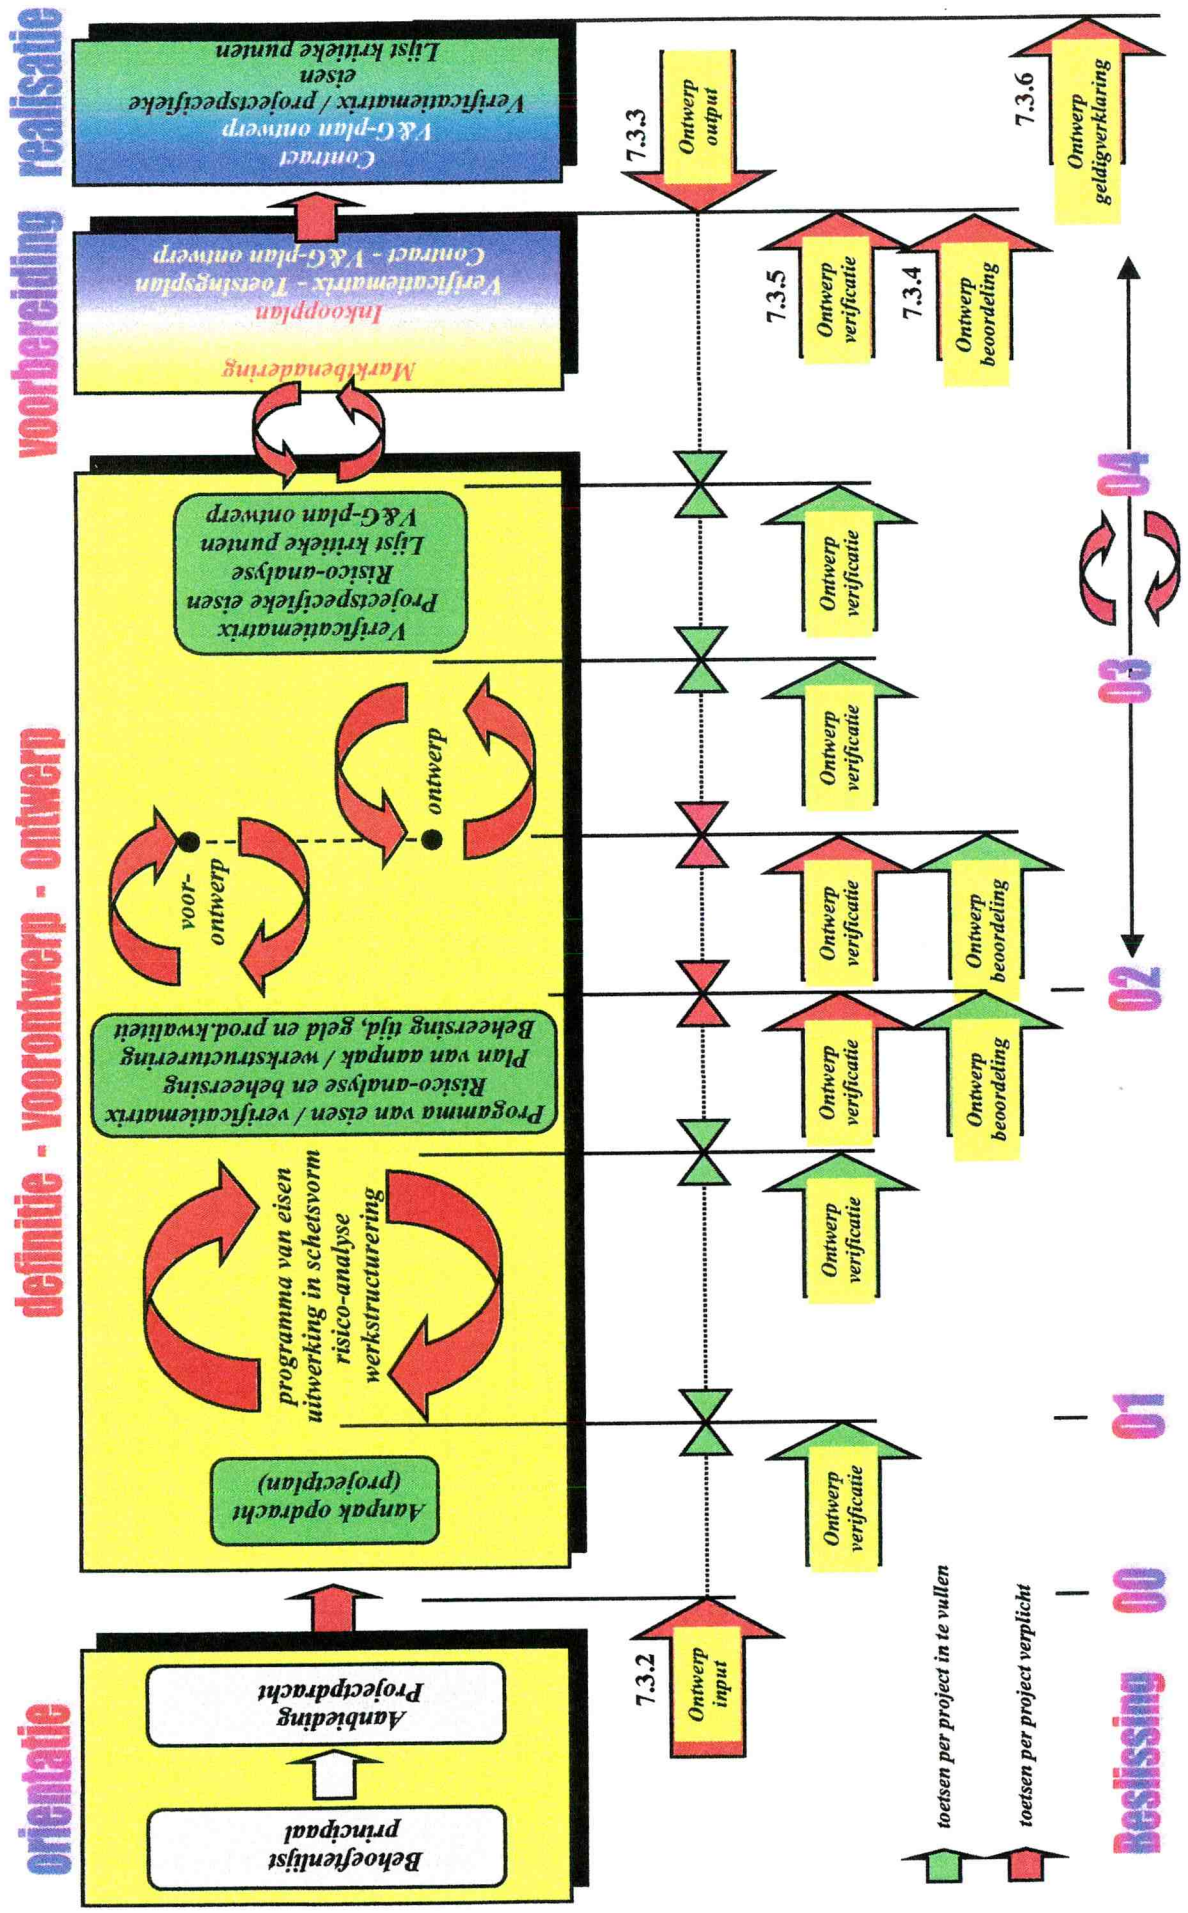 orientatie
definitie - voorontwerp - ontwerp
voorbereiding
realisatie
Behoeftenlijst
principaal
Aanbieding
Projectpdracht
Aanpak opdracht
(projectplan)
programma van eisen
uitwerking in schetsvorm
risico-analyse
werkstructurering
Progamma van eisen / verificatiematrix
Risico-analyse en beheersing
Plan van aanpak / werkstructurering
Beheersing tijd, geld en prod.kwaliteit
voor-
ontwerp
ontwerp
Verificatiematrix
Projectspecifieke eisen
Risico-analyse
Lijst kritieke punten
V&G-plan ontwerp
Marktbenadering
Inkoopplan
Verificatiematrix - Toetsingsplan
Contract - V&G-plan ontwerp
Contract
V&G-plan ontwerp
Verificatiematrix / projectspecifieke
eisen
Lijst kritieke punten
7.3.2
Ontwerp
input
7.3.3
Ontwerp
output
Ontwerp
verificatie
Ontwerp
verificatie
Ontwerp
verificatie
Ontwerp
verificatie
Ontwerp
verificatie
Ontwerp
verificatie
7.3.5
Ontwerp
verificatie
Ontwerp
beoordeling
Ontwerp
beoordeling
7.3.4
Ontwerp
beoordeling
7.3.6
Ontwerp
geldigverklaring
toetsen per project in te vullen
toetsen per project verplicht
Beslissing
00
01
02
03
04